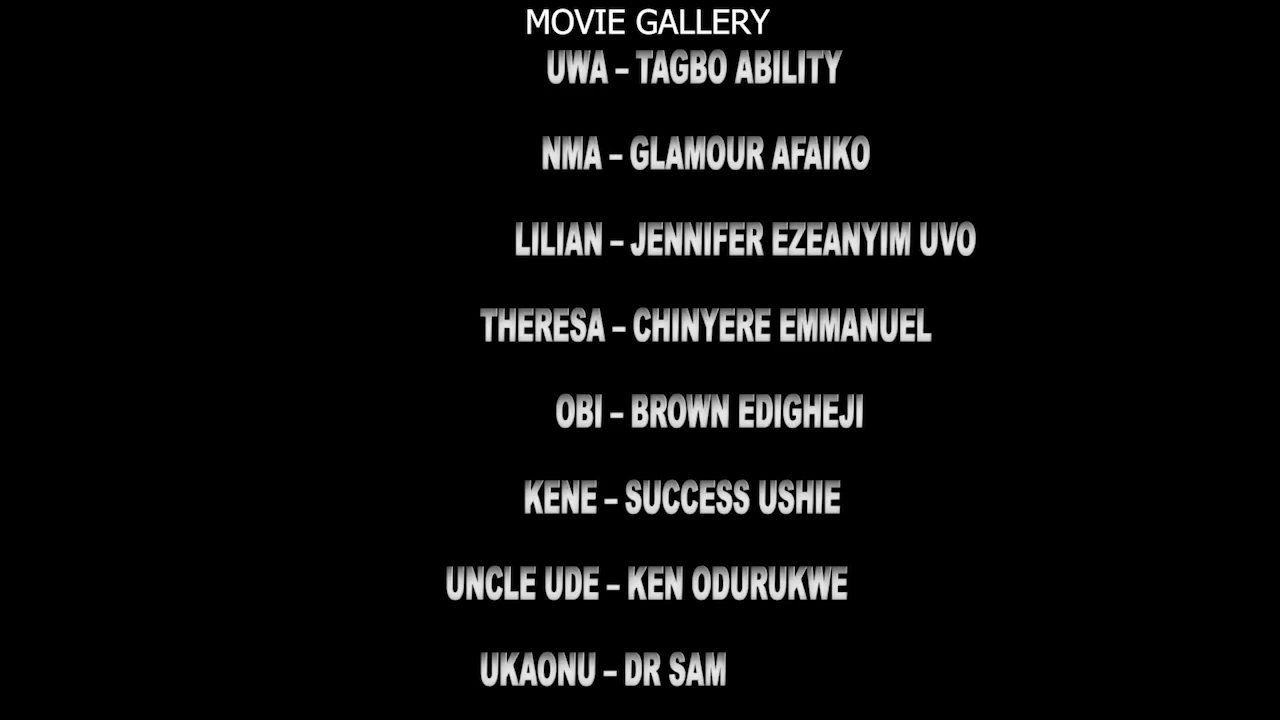 MOVIE GALLERY
UWA – TAGBO ABILITY
NMA – GLAMOUR AFAIKO
LILIAN – JENNIFER EZEANYIM UVO
THERESA – CHINYERE EMMANUEL
OBI – BROWN EDIGHEJI
KENE – SUCCESS USHIE
UNCLE UDE – KEN ODURUKWE
UKAONU – DR SAM